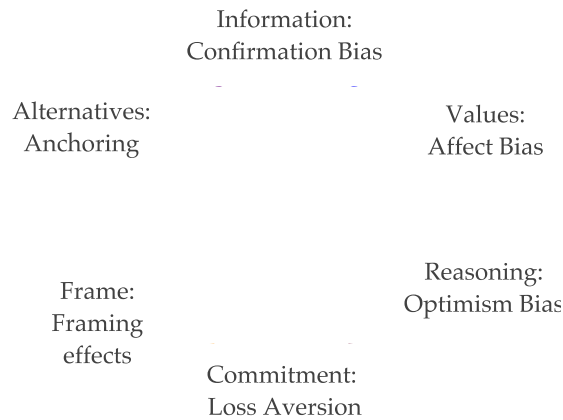 Information:
Confirmation Bias
Alternatives:
Anchoring
Values:
Affect Bias
Reasoning:
Optimism Bias
Frame:
Framing
effects
Commitment:
Loss Aversion